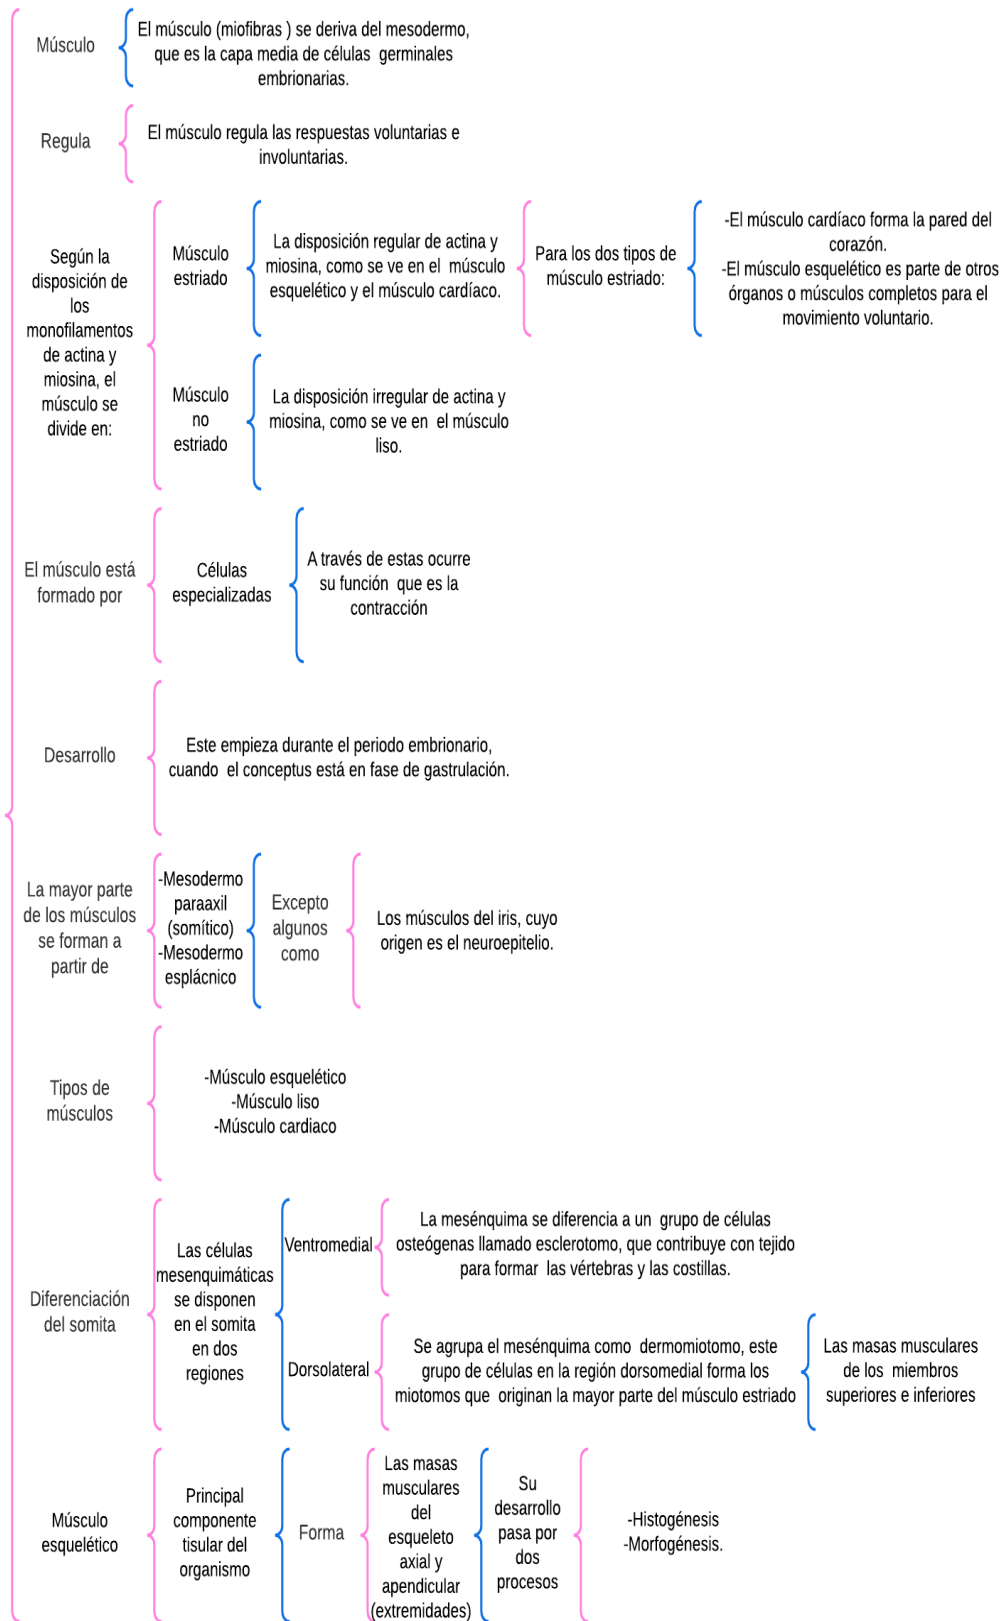 Músculo
El músculo (miofibras ) se deriva del mesodermo,
que es la capa media de células germinales
embrionarias.
Regula
El músculo regula las respuestas voluntarias e
involuntarias.
Según la
disposición de
los
monofilamentos
de actina y
miosina, el
músculo se
divide en:
Músculo
estriado
La disposición regular de actina y
miosina, como se ve en el músculo
esquelético y el músculo cardíaco.
Para los dos tipos de
músculo estriado:
-El músculo cardíaco forma la pared del
corazón.
-El músculo esquelético es parte de otros
órganos o músculos completos para el
movimiento voluntario.
Músculo
no
estriado
La disposición irregular de actina y
miosina, como se ve en el músculo
liso.
El músculo está
formado por
Células
especializadas
A través de estas ocurre
su función que es la
contracción
Desarrollo
Este empieza durante el periodo embrionario,
cuando el conceptus está en fase de gastrulación.
La mayor parte
de los músculos
se forman a
partir de
-Mesodermo
paraaxil
(somítico)
-Mesodermo
esplácnico
Excepto
algunos
como
Los músculos del iris, cuyo
origen es el neuroepitelio.
Tipos de
músculos
-Músculo esquelético
-Músculo liso
-Músculo cardiaco
Diferenciación
del somita
Las células
mesenquimáticas
se disponen
en el somita
en dos
regiones
Ventromedial
La mesénquima se diferencia a un grupo de células
osteógenas llamado esclerotomo, que contribuye con tejido
para formar las vértebras y las costillas.
Dorsolateral
Se agrupa el mesénquima como dermomiotomo, este
grupo de células en la región dorsomedial forma los
miotomos que originan la mayor parte del músculo estriado
Las masas musculares
de los miembros
superiores e inferiores
Músculo
esquelético
Principal
componente
tisular del
organismo
Forma
Las masas
musculares
del
esqueleto
axial y
apendicular
(extremidades)
Su
desarrollo
pasa por
dos
procesos
-Histogénesis
-Morfogénesis.